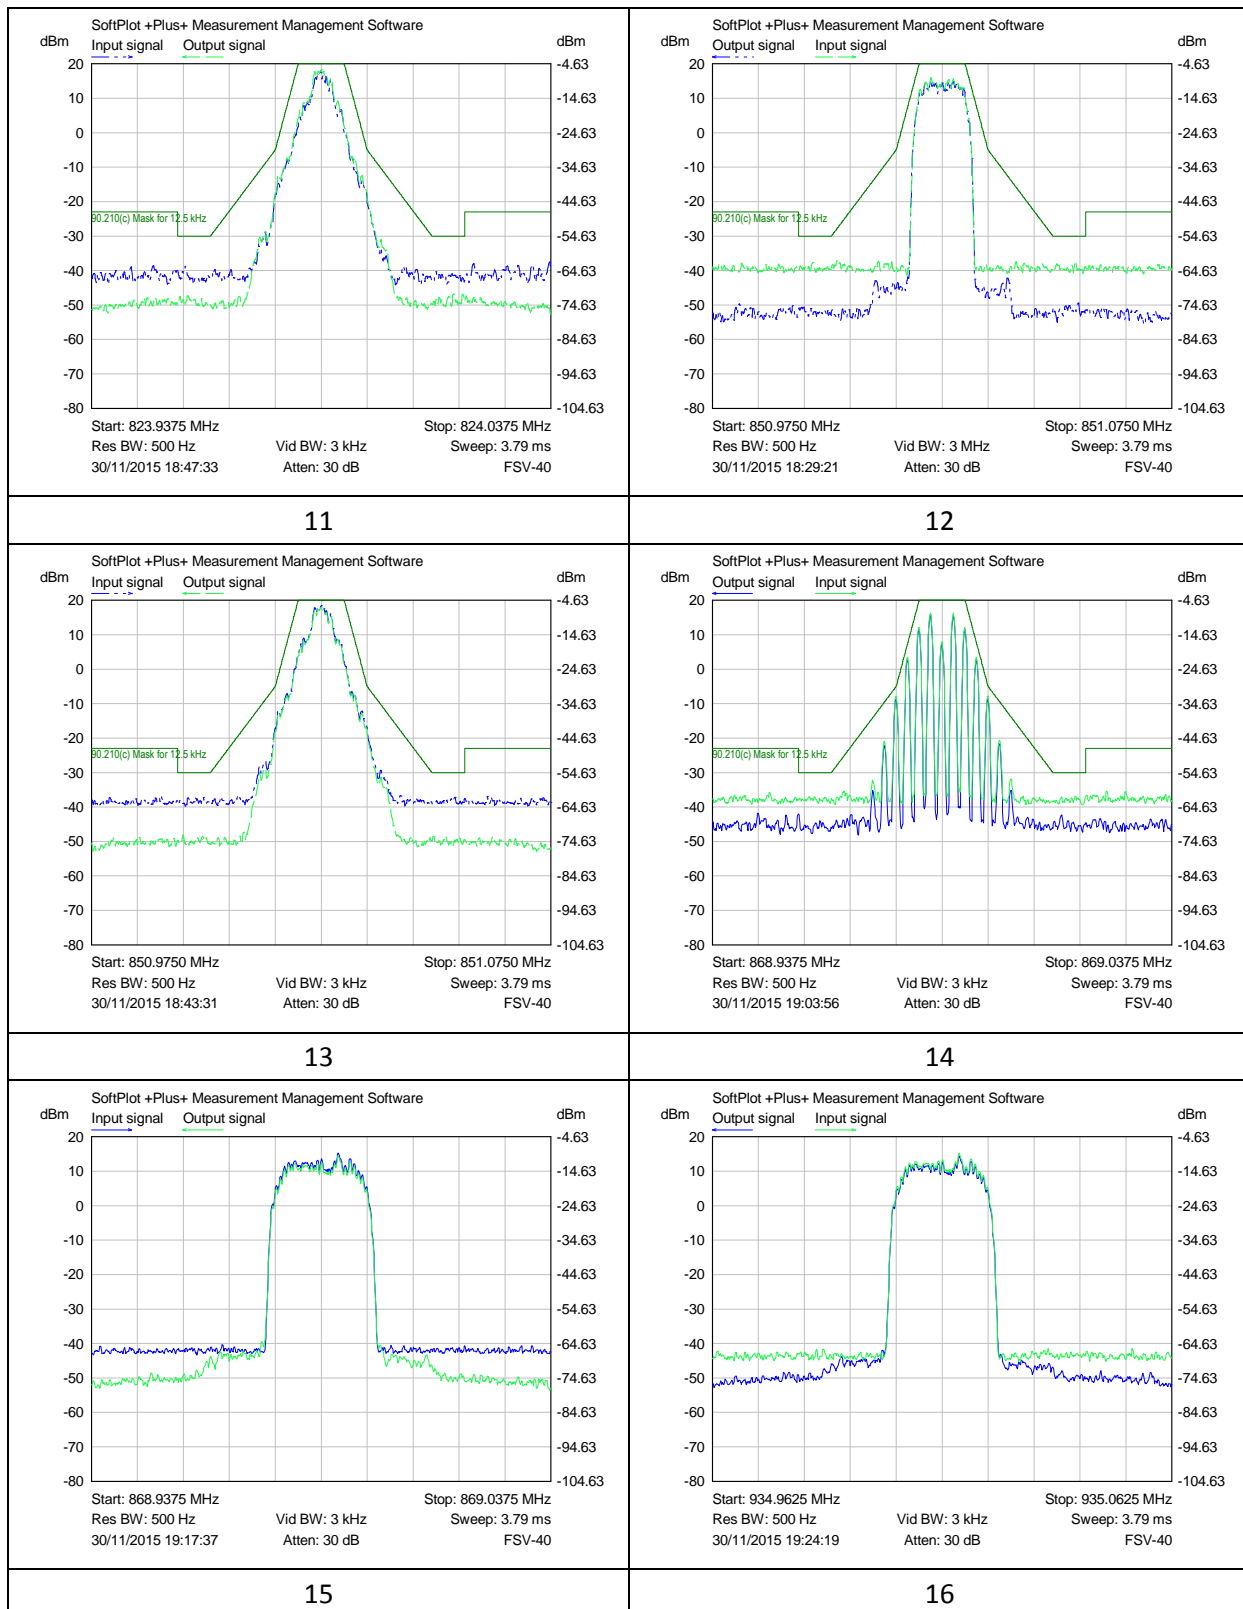 SoftPlot +Plus+ Measurement Management Software
dBm Input signal Output signal dBm
20 -4.63
10 -14.63
0 -24.63
-10 -34.63
-20 -44.63
90.210(c) Mask for 12.5 kHz
-30 -54.63
-40 -64.63
-50 -74.63
-60 -84.63
-70 -94.63
-80 -104.63
Start: 823.9375 MHz Stop: 824.0375 MHz
Res BW: 500 Hz Vid BW: 3 kHz Sweep: 3.79 ms
30/11/2015 18:47:33 Atten: 30 dB FSV-40
11
SoftPlot +Plus+ Measurement Management Software
dBm Output signal Input signal dBm
20 -4.63
10 -14.63
0 -24.63
-10 -34.63
-20 -44.63
90.210(c) Mask for 12.5 kHz
-30 -54.63
-40 -64.63
-50 -74.63
-60 -84.63
-70 -94.63
-80 -104.63
Start: 850.9750 MHz Stop: 851.0750 MHz
Res BW: 500 Hz Vid BW: 3 MHz Sweep: 3.79 ms
30/11/2015 18:29:21 Atten: 30 dB FSV-40
12
SoftPlot +Plus+ Measurement Management Software
dBm Input signal Output signal dBm
20 -4.63
10 -14.63
0 -24.63
-10 -34.63
-20 -44.63
90.210(c) Mask for 12.5 kHz
-30 -54.63
-40 -64.63
-50 -74.63
-60 -84.63
-70 -94.63
-80 -104.63
Start: 850.9750 MHz Stop: 851.0750 MHz
Res BW: 500 Hz Vid BW: 3 kHz Sweep: 3.79 ms
30/11/2015 18:43:31 Atten: 30 dB FSV-40
13
SoftPlot +Plus+ Measurement Management Software
dBm Output signal Input signal dBm
20 -4.63
10 -14.63
0 -24.63
-10 -34.63
-20 -44.63
90.210(c) Mask for 12.5 kHz
-30 -54.63
-40 -64.63
-50 -74.63
-60 -84.63
-70 -94.63
-80 -104.63
Start: 868.9375 MHz Stop: 869.0375 MHz
Res BW: 500 Hz Vid BW: 3 kHz Sweep: 3.79 ms
30/11/2015 19:03:56 Atten: 30 dB FSV-40
14
SoftPlot +Plus+ Measurement Management Software
dBm Input signal Output signal dBm
20 -4.63
10 -14.63
0 -24.63
-10 -34.63
-20 -44.63
-30 -54.63
-40 -64.63
-50 -74.63
-60 -84.63
-70 -94.63
-80 -104.63
Start: 868.9375 MHz Stop: 869.0375 MHz
Res BW: 500 Hz Vid BW: 3 kHz Sweep: 3.79 ms
30/11/2015 19:17:37 Atten: 30 dB FSV-40
15
SoftPlot +Plus+ Measurement Management Software
dBm Output signal Input signal dBm
20 -4.63
10 -14.63
0 -24.63
-10 -34.63
-20 -44.63
-30 -54.63
-40 -64.63
-50 -74.63
-60 -84.63
-70 -94.63
-80 -104.63
Start: 934.9625 MHz Stop: 935.0625 MHz
Res BW: 500 Hz Vid BW: 3 kHz Sweep: 3.79 ms
30/11/2015 19:24:19 Atten: 30 dB FSV-40
16